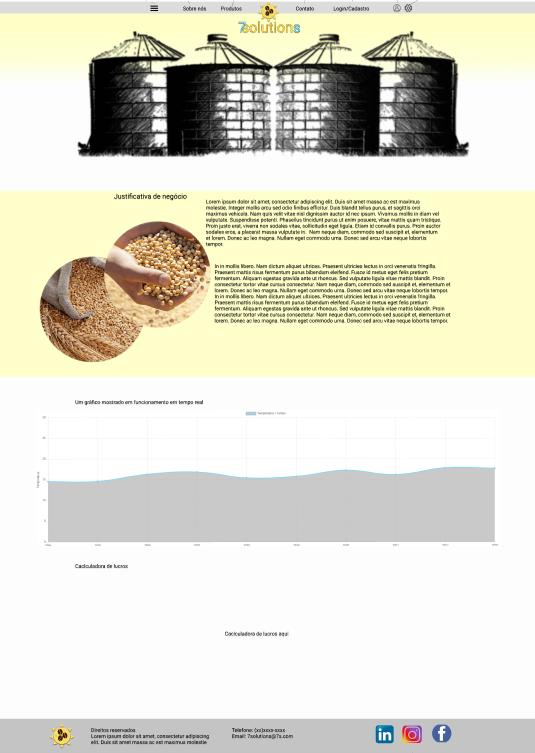 Sobre nós Produtos Contato Login/Cadastro
7solutions
Justificativa de negócio
Lorem ipsum dolor sit amet, consectetur adipiscing elit. Duis sit amet massa ac est maximus
molestie. Integer mollis arcu sed odio finibus efficitur. Duis blandit tellus purus, et sagittis orci
maximus vehicula. Nam quis velit vitae nisl dignissim auctor id nec ipsum. Vivamus mollis in diam vel
vulputate. Suspendisse potenti. Phasellus tincidunt purus ut enim posuere, vitae mattis quam tristique.
Proin justo erat, viverra non sodales vitae, sollicitudin eget ligula. Etiam id convallis purus. Proin auctor
sodales eros, a placerat massa vulputate in. Nam neque diam, commodo sed suscipit et, elementum
et lorem. Donec ac leo magna. Nullam eget commodo urna. Donec sed arcu vitae neque lobortis
tempor.
In in mollis libero. Nam dictum aliquet ultrices. Praesent ultricies lectus in orci venenatis fringilla.
Praesent mattis risus fermentum purus bibendum eleifend. Fusce id metus eget felis pretium
fermentum. Aliquam egestas gravida ante ut rhoncus. Sed vulputate ligula vitae mattis blandit. Proin
consectetur tortor vitae cursus consectetur. Nam neque diam, commodo sed suscipit et, elementum et
lorem. Donec ac leo magna. Nullam eget commodo urna. Donec sed arcu vitae neque lobortis tempor.
In in mollis libero. Nam dictum aliquet ultrices. Praesent ultricies lectus in orci venenatis fringilla.
Praesent mattis risus fermentum purus bibendum eleifend. Fusce id metus eget felis pretium
fermentum. Aliquam egestas gravida ante ut rhoncus. Sed vulputate ligula vitae mattis blandit. Proin
consectetur tortor vitae cursus consectetur. Nam neque diam, commodo sed suscipit et, elementum et
lorem. Donec ac leo magna. Nullam eget commodo urna. Donec sed arcu vitae neque lobortis tempor.
Um gráfico mostrado em funcionamento em tempo real
Caclculadora de lucros
Caclculadora de lucros aqui
Direitos reservados
Lorem ipsum dolor sit amet, consectetur adipiscing
elit. Duis sit amet massa ac est maximus molestie
Telefone: (xx)xxxx-xxxx
Email: 7solutions@7s.com
in
f